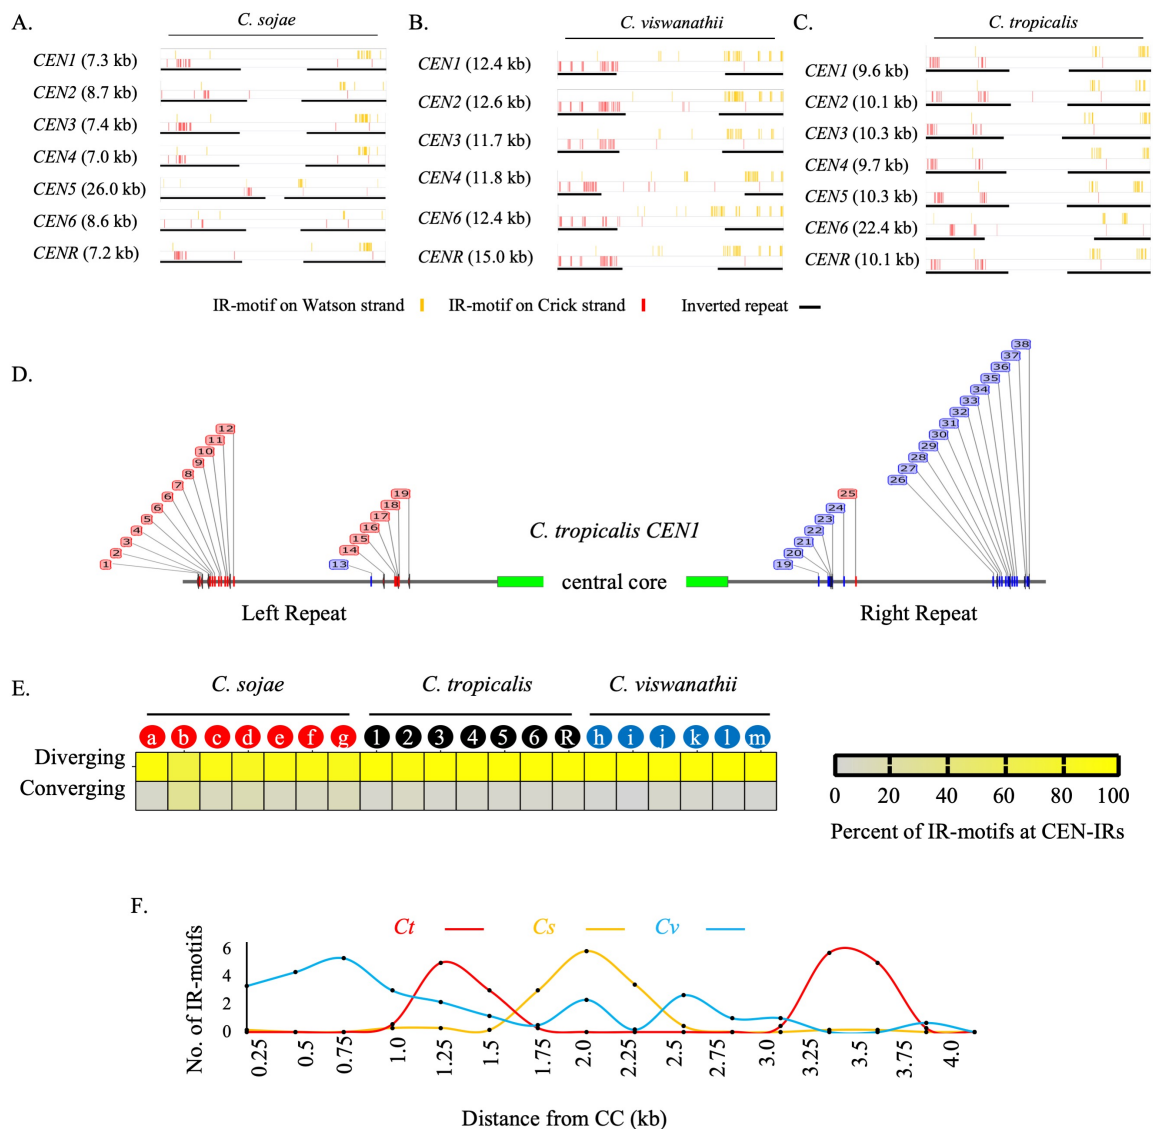 A.
C. sojae
CEN1 (7.3 kb)
CEN2 (8.7 kb)
CEN3 (7.4 kb)
CEN4 (7.0 kb)
CEN5 (26.0 kb)
CEN6 (8.6 kb)
CENR (7.2 kb)
B.
C. viswanathii
CEN1 (12.4 kb)
CEN2 (12.6 kb)
CEN3 (11.7 kb)
CEN4 (11.8 kb)
CEN6 (12.4 kb)
CENR (15.0 kb)
C.
C. tropicalis
CEN1 (9.6 kb)
CEN2 (10.1 kb)
CEN3 (10.3 kb)
CEN4 (9.7 kb)
CEN5 (10.3 kb)
CEN6 (22.4 kb)
CENR (10.1 kb)
IR-motif on Watson strand IR-motif on Crick strand Inverted repeat
D.
1
2
3
4
5
6
6
7
8
9
10
11
12
13
14
15
16
17
18
19
C. tropicalis CEN1
19
20
21
22
23
24
25
26
27
28
29
30
31
32
33
34
35
36
37
38
central core
Left Repeat
Right Repeat
E.
C. sojae C. tropicalis C. viswanathii
a b c d e f g 1 2 3 4 5 6 R h i j k l m
Diverging
Converging
0 20 40 60 80 100
Percent of IR-motifs at CEN-IRs
F.
Ct Cs Cv
No. of IR-motifs
6
4
2
0
0.25 0.5 0.75 1.0 1.25 1.5 1.75 2.0 2.25 2.5 2.75 3.0 3.25 3.5 3.75 4.0
Distance from CC (kb)